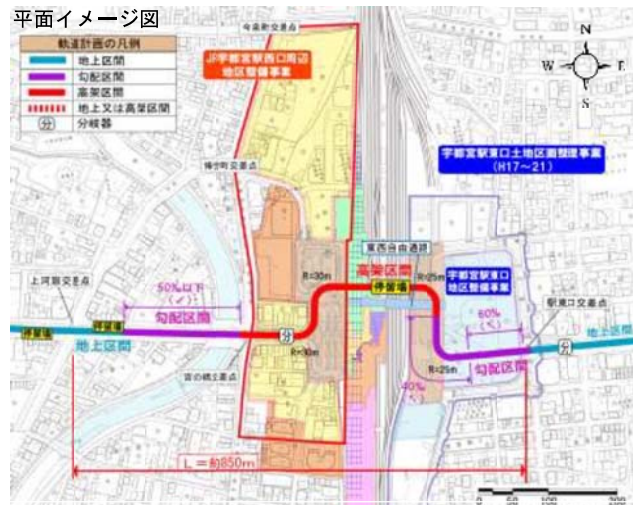 平面イメージ図
軌道計画の凡例
地上区間
勾配区間
高架区間
地上又は高架区間
分 分岐器
今泉町交差点
JR宇都宮駅西口周辺
地区整備事業
N
W E
S
宇都宮駅東口土地区画整理事業
(H17～21)
東西自由通路
R=30m
高架区間
停留場
R=25m
宇都宮駅東口
地区整備事業
上河原交差点
50‰以下
勾配区間
停留場
停留場
地上区間
分
R=30m
宮の橋交差点
60‰
駅東口交差点
地上区間
分
勾配区間
R=25m
40‰
L=約850m